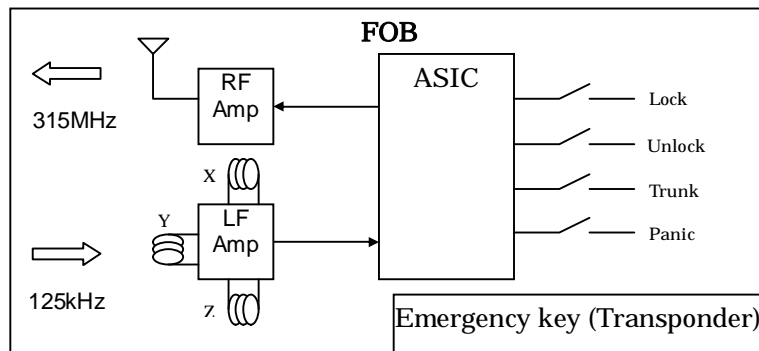 FOB
RF
Amp
ASIC
315MHz
Lock
Unlock
Trunk
Panic
X
Y
LF
Amp
Z
125kHz
Emergency key (Transponder)